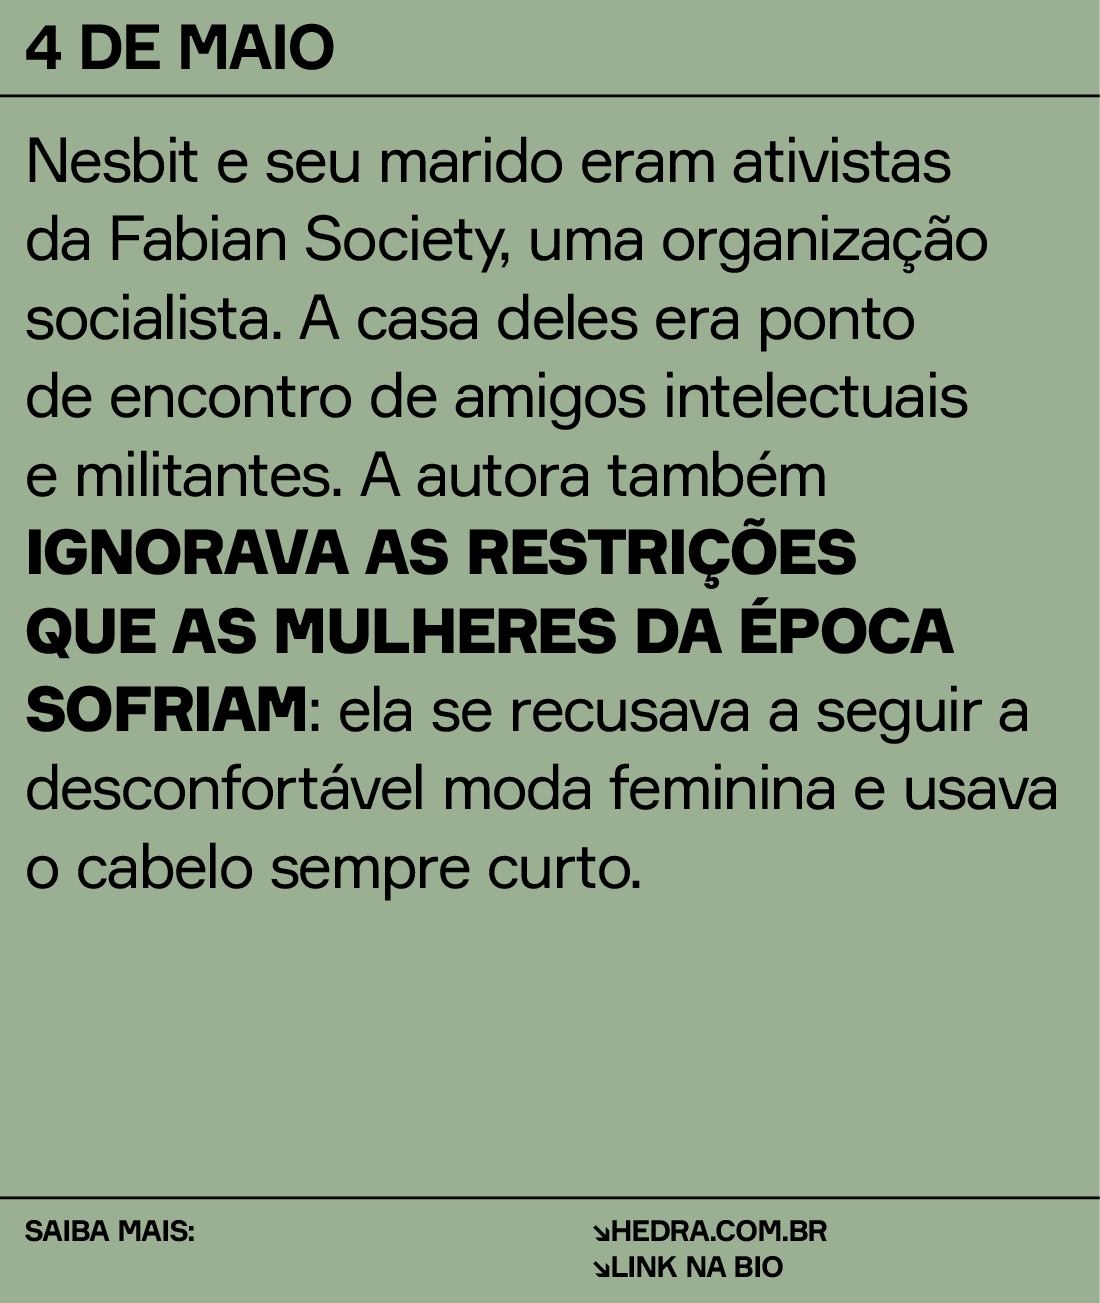 4 DE MAIO
Nesbit e seu marido eram ativistas
da Fabian Society, uma organização
socialista. A casa deles era ponto
de encontro de amigos intelectuais
e militantes. A autora também
IGNORAVA AS RESTRIÇÕES
QUE AS MULHERES DA ÉPOCA
SOFRIAM: ela se recusava a seguir a
desconfortável moda feminina e usava
o cabelo sempre curto.
SAIBA MAIS:
↘HEDRA.COM.BR
↘LINK NA BIO